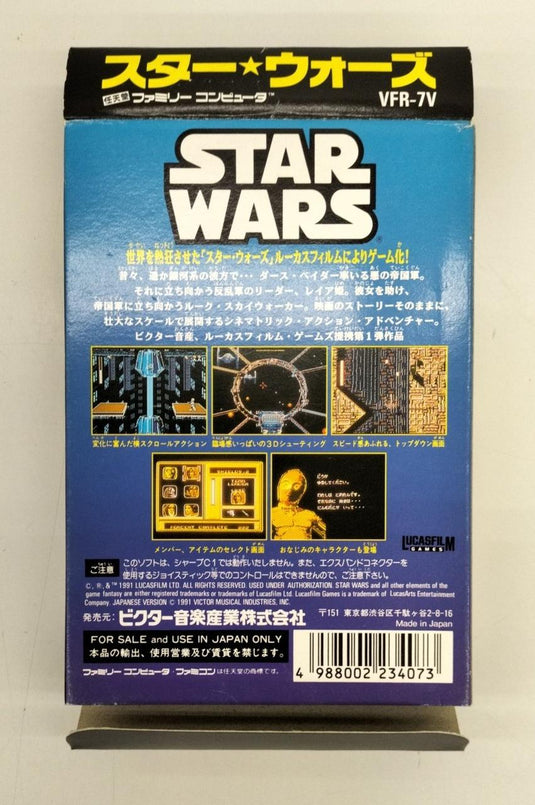 スター★ウォーズ
任天堂 ファミリー コンピュータ™
VFR-7V
STAR
WARS®
世界を熱狂させた「スター・ウォーズ」ルーカスフィルムによりゲーム化!
昔々、遥か銀河系の彼方で… ダース・ベイダー率いる悪の帝国軍。
それに立ち向かう反乱軍のリーダー、レイア姫。彼女を助け、
帝国軍に立ち向かうルーク・スカイウォーカー。映画のストーリーそのままに、
壮大なスケールで展開するシネマトリック・アクション・アドベンチャー。
ビクター音産、ルーカスフィルム・ゲームズ提携第1弾作品
変化に富んだ横スクロールアクション
臨場感いっぱいの3Dシューティング
スピード感あふれる、トップダウン画面
どうか
ゆるしてください。
わたしは
PERCENT COMPLETE
メンバー、アイテムのセレクト画面
おなじみのキャラクターも登場
LUCASFILM
GAMES
ご注意 このソフトは、シャープC1では動作いたしません。また、エクスパンドコネクターを
使用するジョイスティック等でのコントロールはできませんので、ご注意下さい。
C, R, & ™ 1991 LUCASFILM LTD. ALL RIGHTS RESERVED. USED UNDER AUTHORIZATION. STAR WARS and all other elements of the
game fantasy are either registered trademarks or trademarks of Lucasfilm Ltd. Lucasfilm Games is a trademark of LucasArts Entertainment
Company. JAPANESE VERSION © 1991 VICTOR MUSICAL INDUSTRIES, INC.
発売元: ビクター音楽産業株式会社
〒151 東京都渋谷区千駄ヶ谷2-8-16
Made in Japan
FOR SALE and USE IN JAPAN ONLY
本品の輸出、使用営業及び賃貸を禁じます。
ファミリーコンピュータ・ファミコンは任天堂の商標です。
4 988002 234073